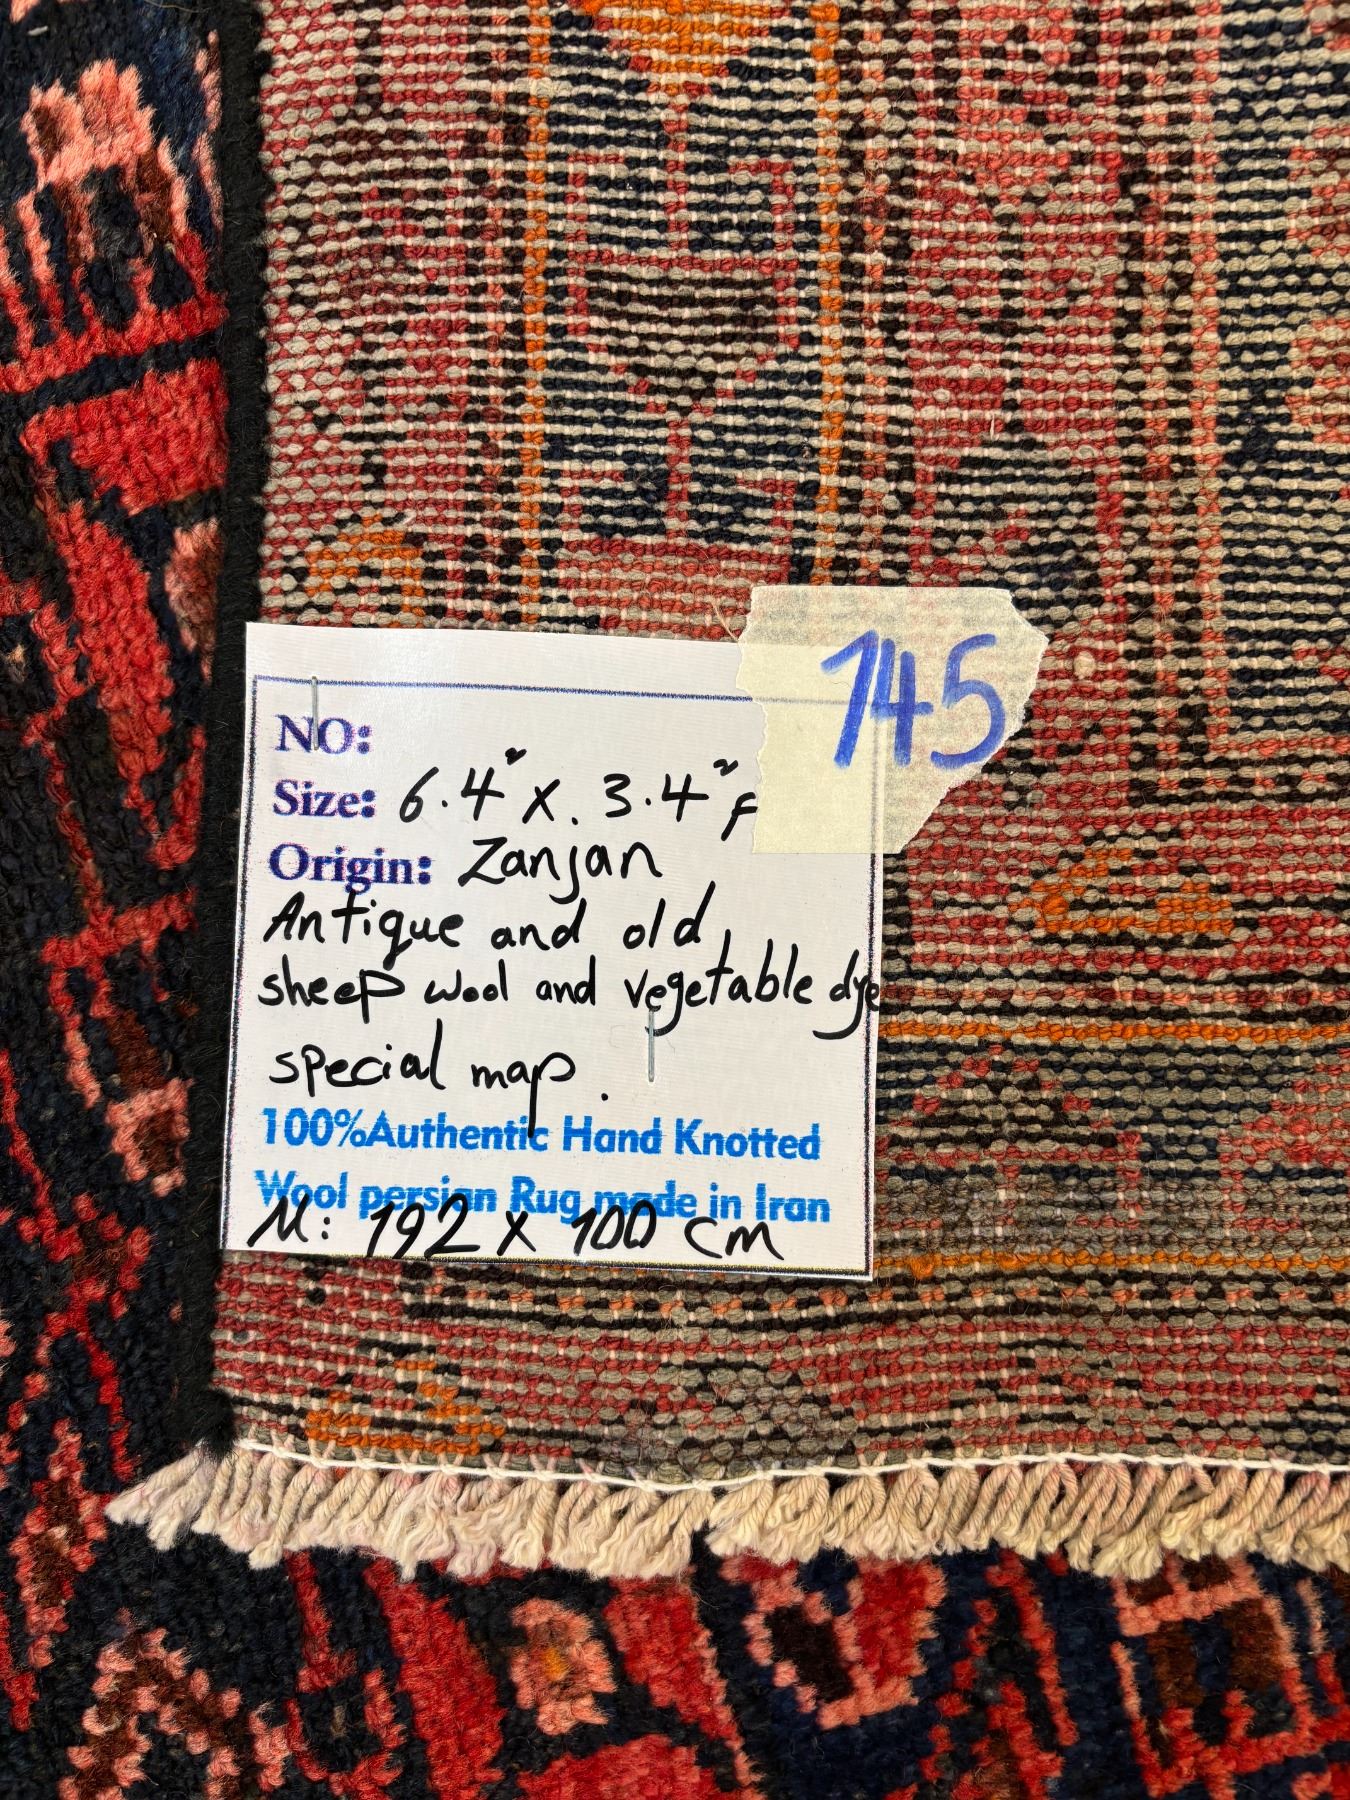 745
NO:
Size: 6.4" x. 3.4" F
Origin: Zanjan
Antique and old
sheep wool and vegetable dye
special map.
100%Authentic Hand Knotted
Wool persian Rug made in Iran
M: 192 x 100 cm